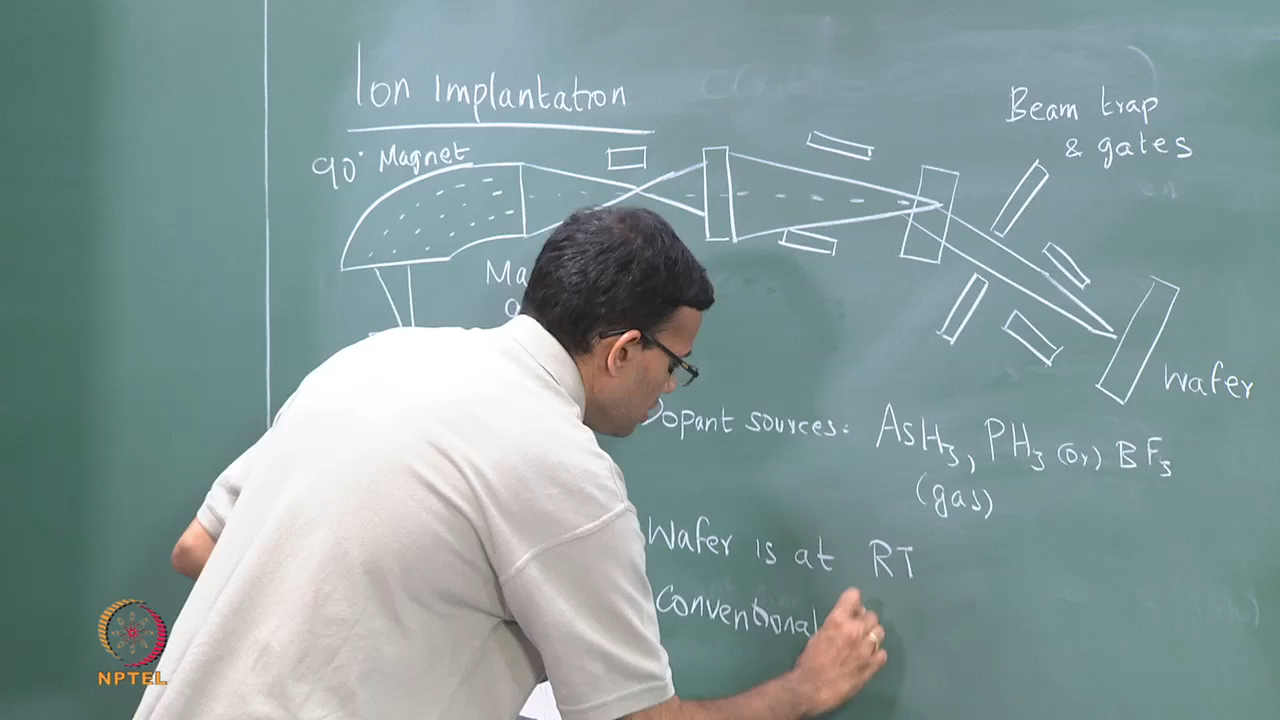 Ion Implantation
90° Magnet
Beam trap
& gates
Wafer
Dopant sources: AsH3, PH3 (or) BF3
(gas)
Wafer is at RT
Conventional
NPTEL